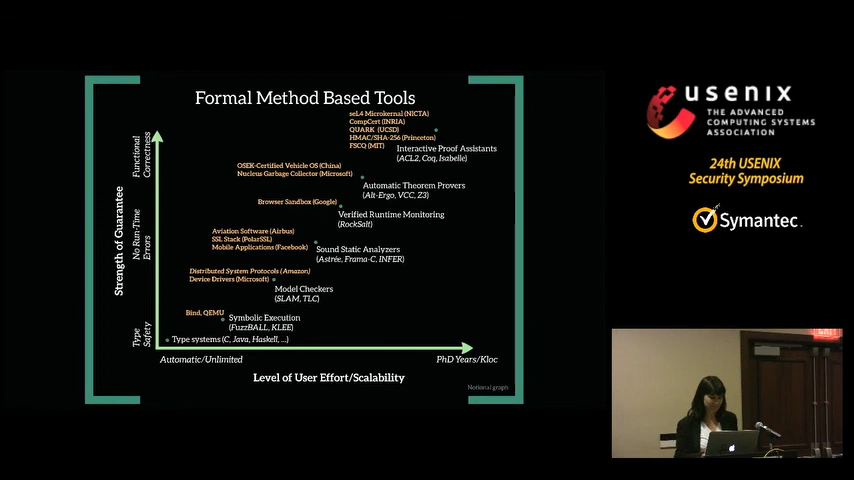 Formal Method Based Tools
seL4 Microkernel (NICTA)
CompCert (INRIA)
QUARK (UCSD)
HMAC/SHA-256 (Princeton)
FSCQ (MIT)
Interactive Proof Assistants
(ACL2, Coq, Isabelle)
OSEK-Certified Vehicle OS (China)
Nucleus Garbage Collector (Microsoft)
Automatic Theorem Provers
(Alt-Ergo, VCC, Z3)
Browser Sandbox (Google)
Verified Runtime Monitoring
(RockSalt)
Aviation Software (Airbus)
SSL Stack (PolarSSL)
Mobile Applications (Facebook)
Sound Static Analyzers
(Astrée, Frama-C, INFER)
Distributed System Protocols (Amazon)
Device Drivers (Microsoft)
Model Checkers
(SLAM, TLC)
Bind, QEMU
Symbolic Execution
(FuzzBALL, KLEE)
Type systems (C, Java, Haskell, ...)
Strength of Guarantee
Functional
Correctness
No Run-Time
Errors
Type
Safety
Automatic/Unlimited
PhD Years/Kloc
Level of User Effort/Scalability
Notional graph
usenix
THE ADVANCED
COMPUTING SYSTEMS
ASSOCIATION
24th USENIX
Security Symposium
Symantec.